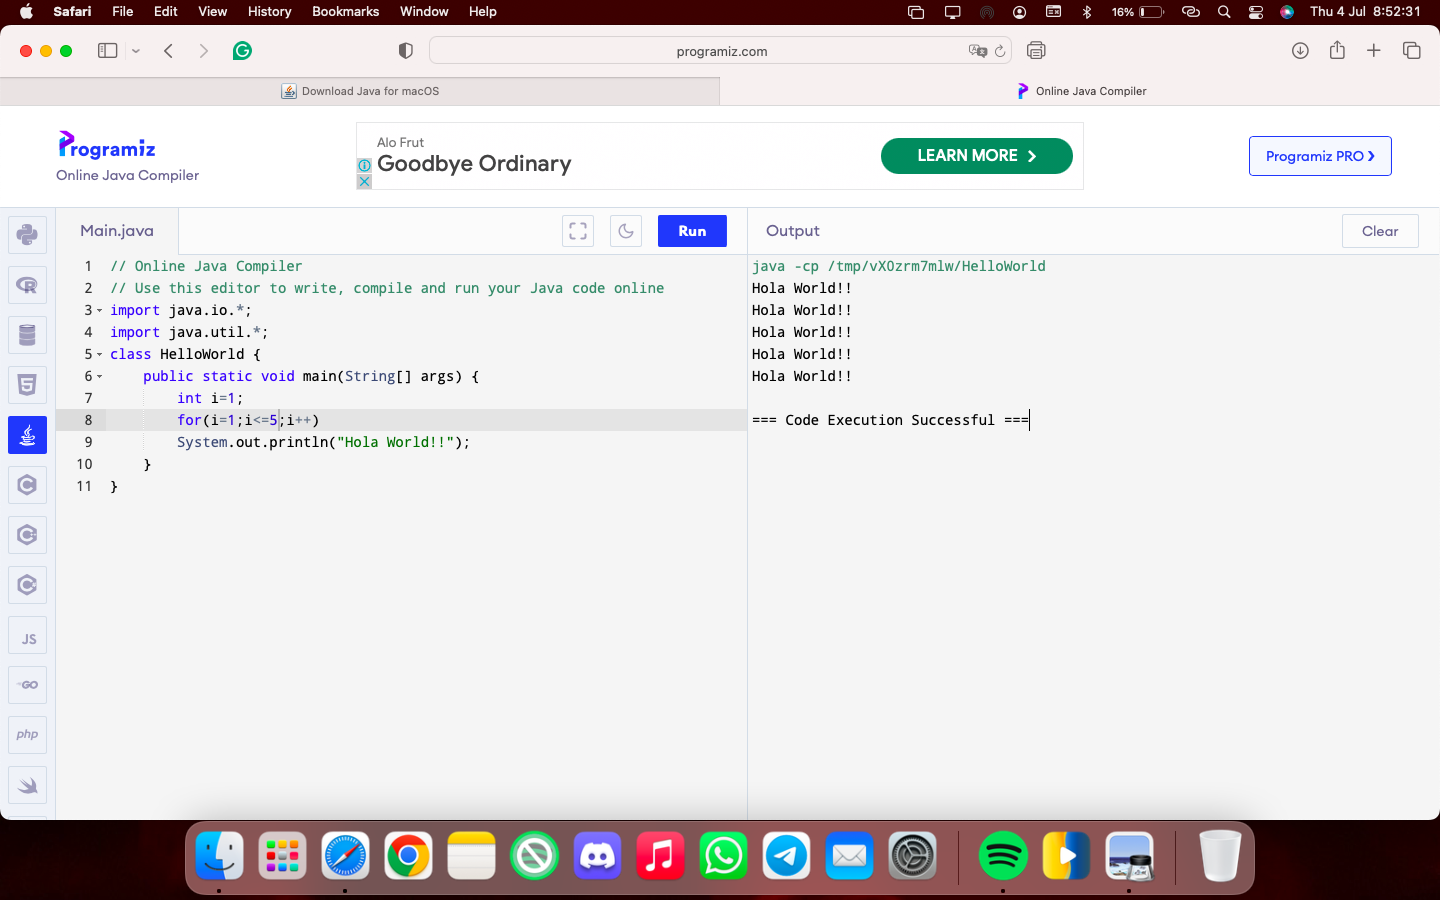 Safari File Edit View History Bookmarks Window Help 16% Thu 4 Jul 8:52:31
programiz.com
Download Java for macOS Online Java Compiler
Programiz
Online Java Compiler
Alo Frut
Goodbye Ordinary
LEARN MORE
Programiz PRO
Main.java
Run
Output
Clear
1 // Online Java Compiler
2 // Use this editor to write, compile and run your Java code online
3 import java.io.*;
4 import java.util.*;
5 class HelloWorld {
6 public static void main(String[] args) {
7 int i=1;
8 for(i=1;i<=5;i++)
9 System.out.println("Hola World!!");
10 }
11 }
java -cp /tmp/vXOzrm7mlw/HelloWorld
Hola World!!
Hola World!!
Hola World!!
Hola World!!
Hola World!!
=== Code Execution Successful ===
JS
GO
php